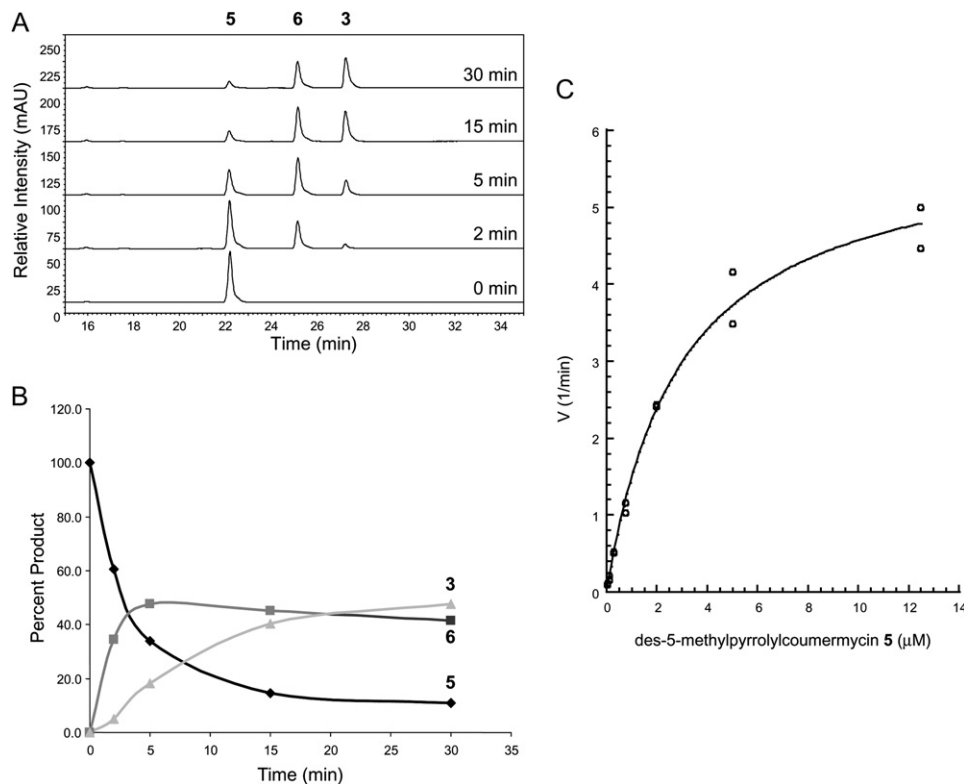 A
5 6 3
Relative Intensity (mAU)
250
225
200
175
150
125
100
75
50
25
0
30 min
15 min
5 min
2 min
0 min
16 18 20 22 24 26 28 30 32 34
Time (min)
B
Percent Product
120.0
100.0
80.0
60.0
40.0
20.0
0.0
3
6
5
0 5 10 15 20 25 30 35
Time (min)
C
V (1/min)
6
5
4
3
2
1
0
0 2 4 6 8 10 12 14
des-5-methylpyrrolylcoumermycin 5 (μM)